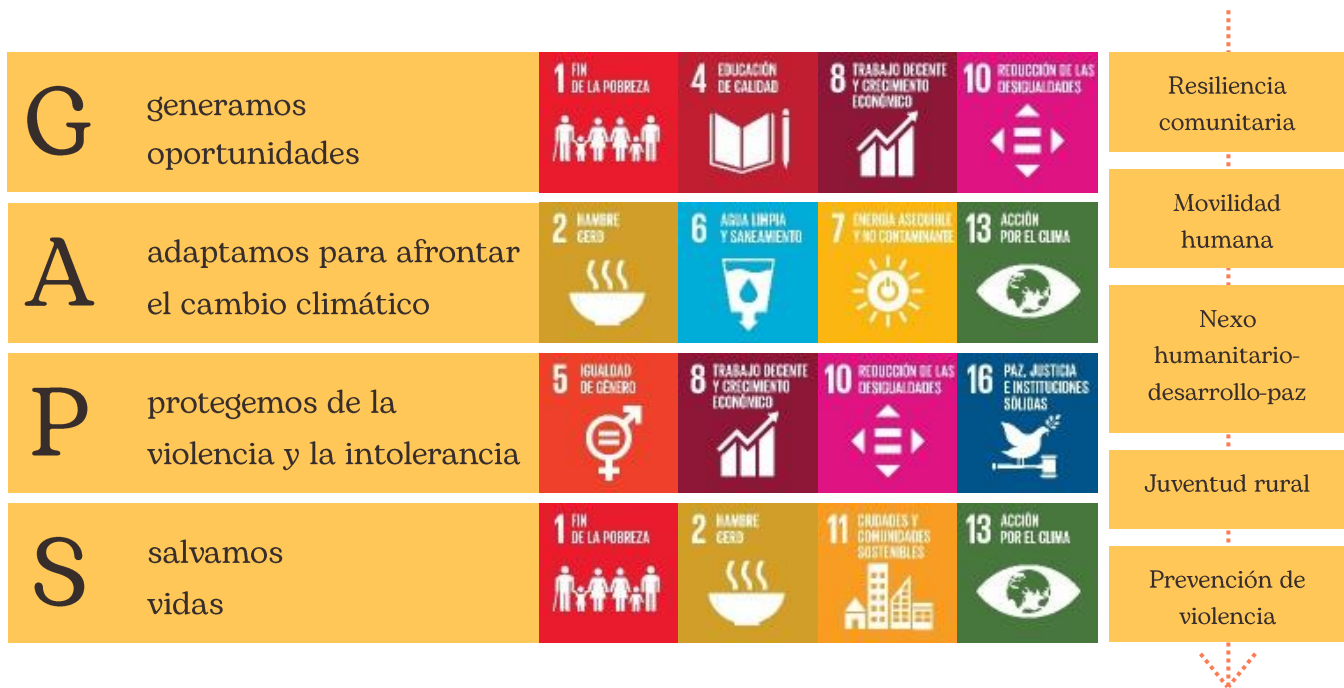 G
generamos
oportunidades
1 FIN
DE LA POBREZA
4 EDUCACIÓN
DE CALIDAD
8 TRABAJO DECENTE
Y CRECIMIENTO
ECONÓMICO
10 REDUCCIÓN DE LAS
DESIGUALDADES
A
adaptamos para afrontar
el cambio climático
2 HAMBRE
CERO
6 AGUA LIMPIA
Y SANEAMIENTO
7 ENERGÍA ASEQUIBLE
Y NO CONTAMINANTE
13 ACCIÓN
POR EL CLIMA
P
protegemos de la
violencia y la intolerancia
5 IGUALDAD
DE GÉNERO
8 TRABAJO DECENTE
Y CRECIMIENTO
ECONÓMICO
10 REDUCCIÓN DE LAS
DESIGUALDADES
16 PAZ, JUSTICIA
E INSTITUCIONES
SÓLIDAS
S
salvamos
vidas
1 FIN
DE LA POBREZA
2 HAMBRE
CERO
11 CIUDADES Y
COMUNIDADES
SOSTENIBLES
13 ACCIÓN
POR EL CLIMA
Resiliencia
comunitaria
Movilidad
humana
Nexo
humanitario-
desarrollo-paz
Juventud rural
Prevención de
violencia